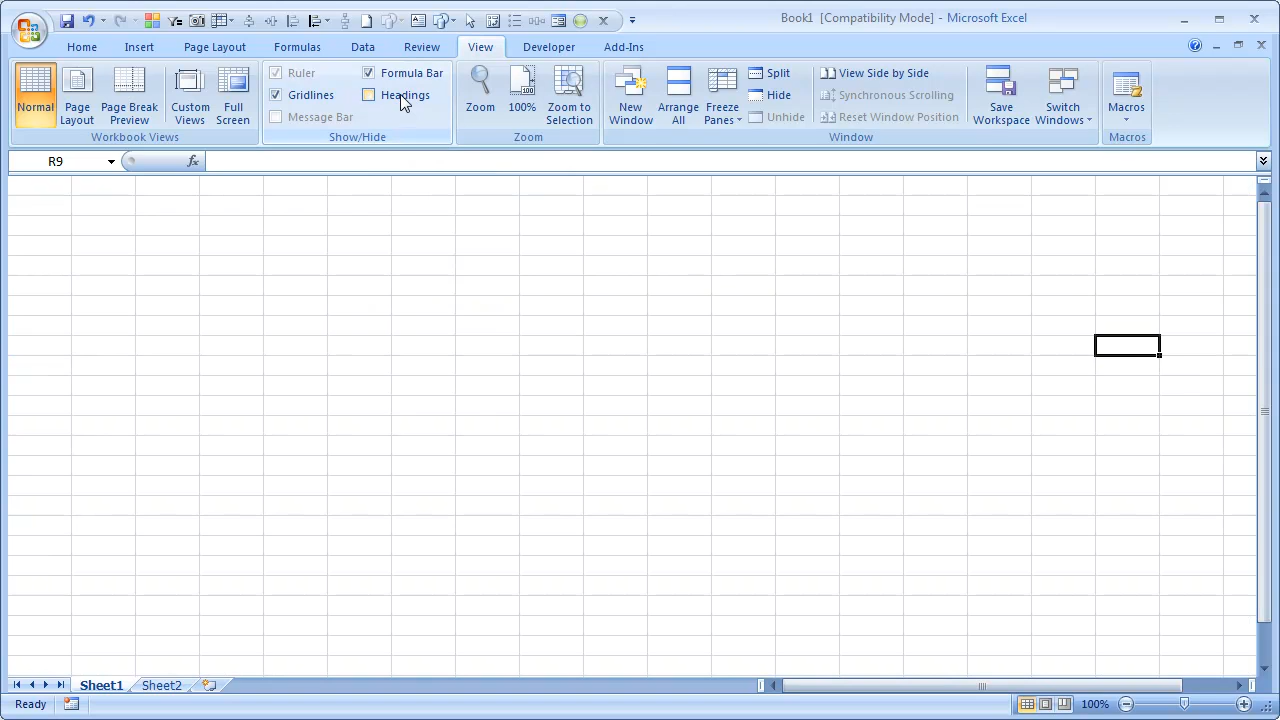 Book1 [Compatibility Mode] - Microsoft Excel
Home Insert Page Layout Formulas Data Review View Developer Add-Ins
Ruler Formula Bar Split View Side by Side
Gridlines Headings Hide Synchronous Scrolling
Message Bar Unhide Reset Window Position
Normal Page Layout Page Break Preview Custom Views Full Screen Zoom 100% Zoom to Selection New Window Arrange All Freeze Panes Save Workspace Switch Windows Macros
Workbook Views Show/Hide Zoom Window Macros
R9 fx
Sheet1 Sheet2
Ready 100%